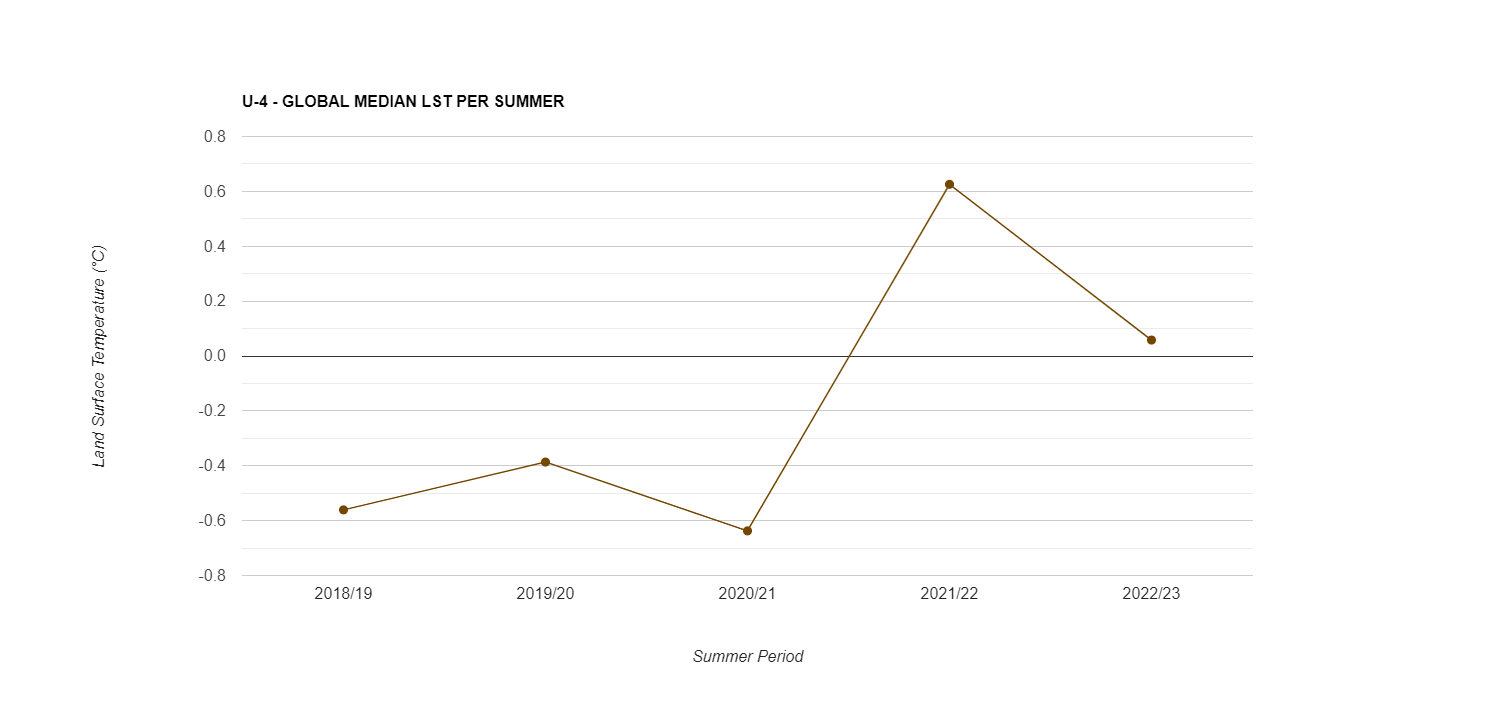 U-4 - GLOBAL MEDIAN LST PER SUMMER
Land Surface Temperature (°C)
0.8
0.6
0.4
0.2
0.0
-0.2
-0.4
-0.6
-0.8
2018/19 2019/20 2020/21 2021/22 2022/23
Summer Period